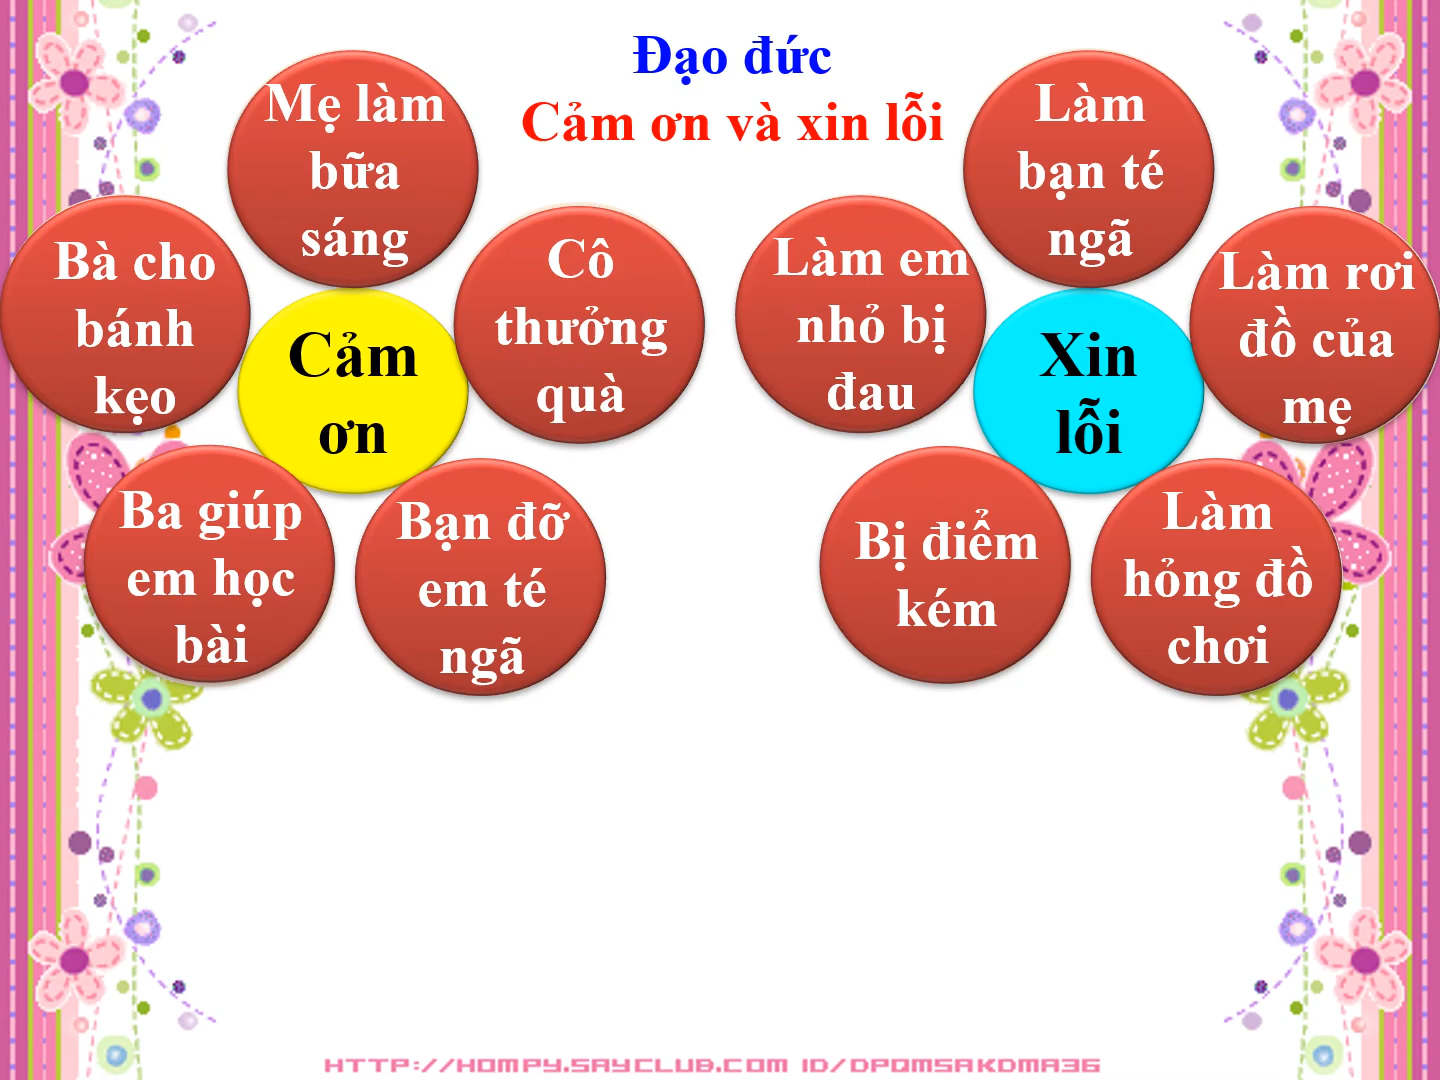 Đạo đức
Cảm ơn và xin lỗi
Mẹ làm
bữa
sáng
Bà cho
bánh
kẹo
Cô
thưởng
quà
Cảm
ơn
Ba giúp
em học
bài
Bạn đỡ
em té
ngã
Làm
bạn té
ngã
Làm em
nhỏ bị
đau
Làm rơi
đồ của
mẹ
Xin
lỗi
Bị điểm
kém
Làm
hỏng đồ
chơi
HTTP://HOMPY.SAYCLUB.COM ID/DPQMSAKDMA36